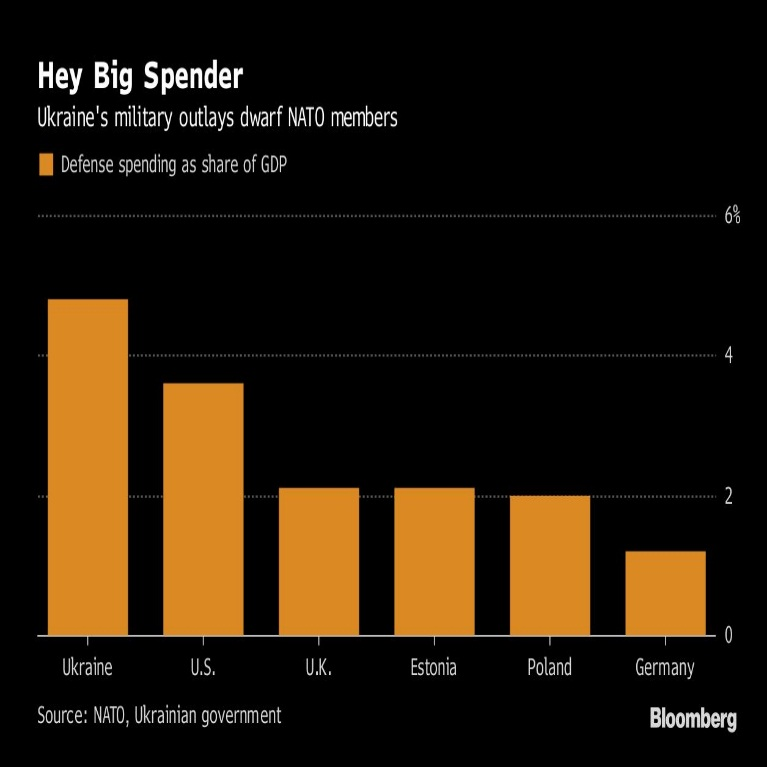 Hey Big Spender
Ukraine's military outlays dwarf NATO members
Defense spending as share of GDP
6%
4
2
0
Ukraine U.S. U.K. Estonia Poland Germany
Source: NATO, Ukrainian government
Bloomberg